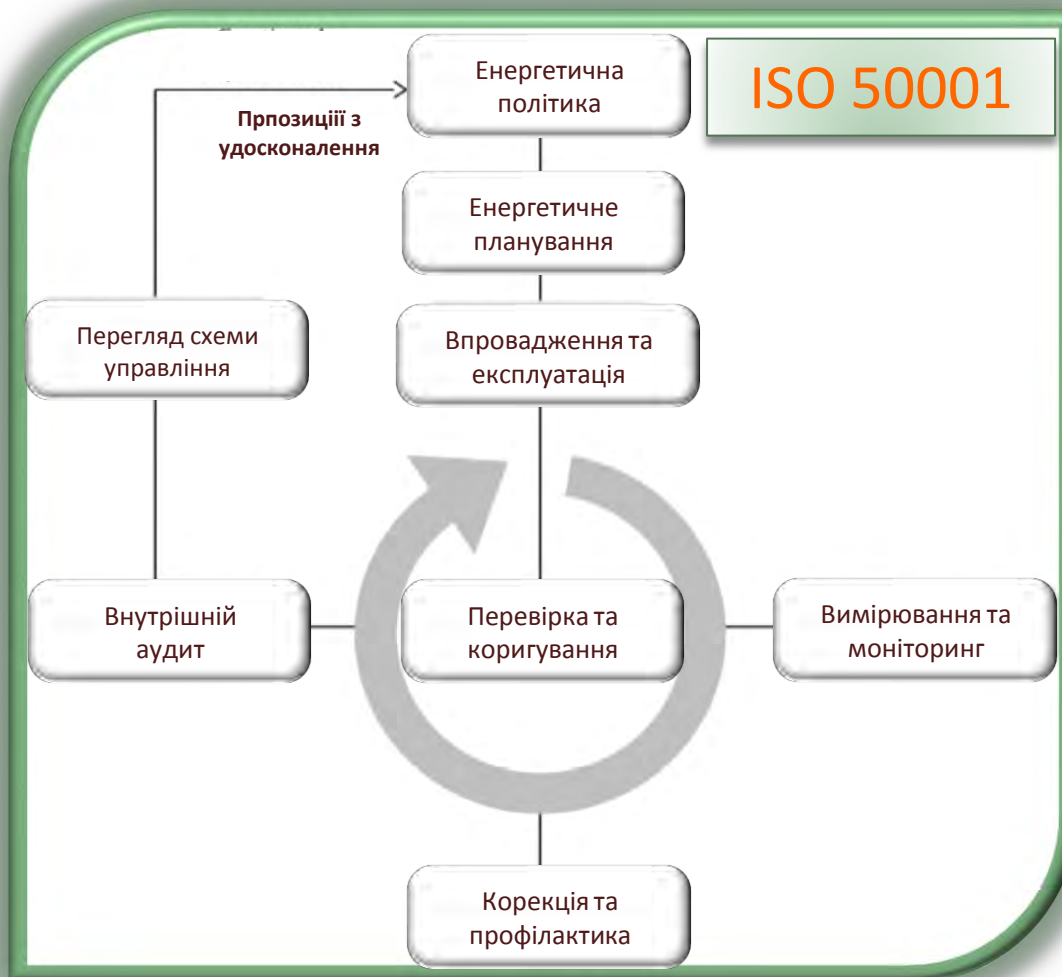 ISO 50001
Енергетична
політика
Прпозиціїї з
удосконалення
Енергетичне
планування
Перегляд схеми
управління
Впровадження та
експлуатація
Внутрішній
аудит
Перевірка та
коригування
Вимірювання та
моніторинг
Корекція та
профілактика